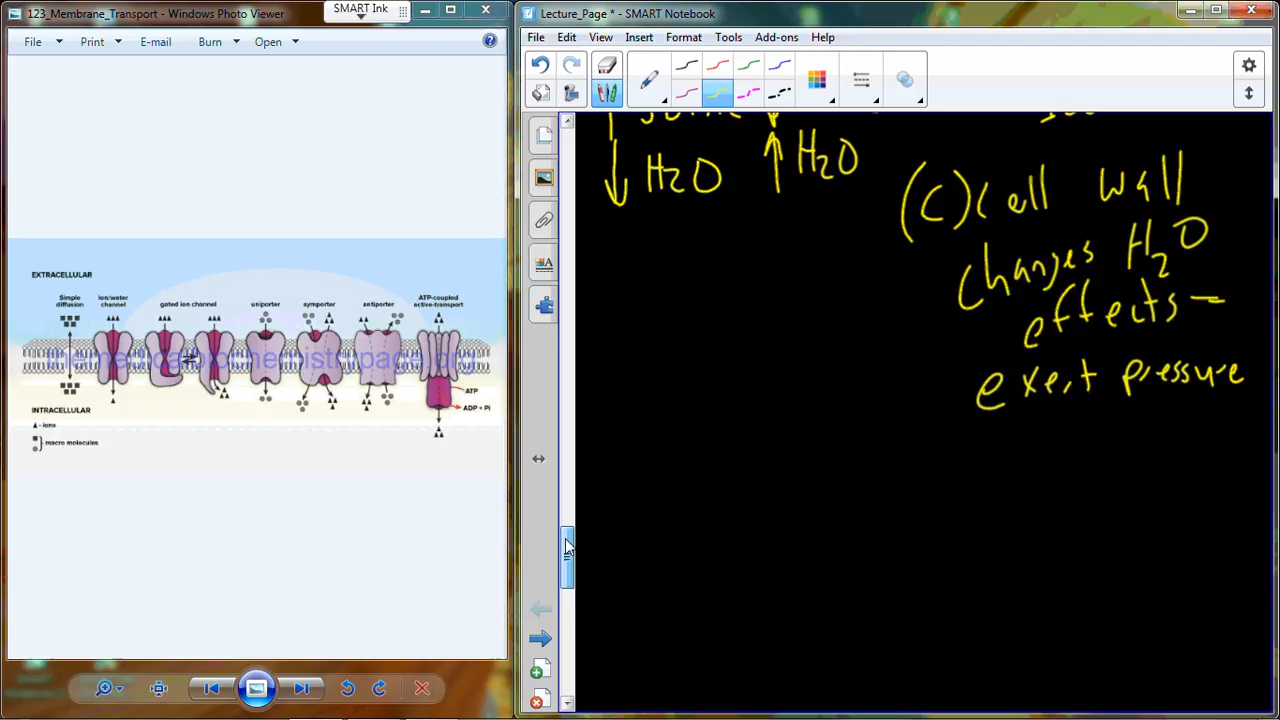 123_Membrane_Transport - Windows Photo Viewer
SMART Ink
File Print E-mail Burn Open
EXTRACELLULAR
Simple diffusion
ion/water channel
gated ion channel
uniporter
symporter
antiporter
ATP-coupled active-transport
themedicalbiochemistrypage.org
ATP
ADP + Pi
INTRACELLULAR
- ions
macro molecules
Lecture_Page * - SMART Notebook
File Edit View Insert Format Tools Add-ons Help
↓ H2O ↑ H2O
(C) Cell wall
changes H2O
effects –
exert pressure